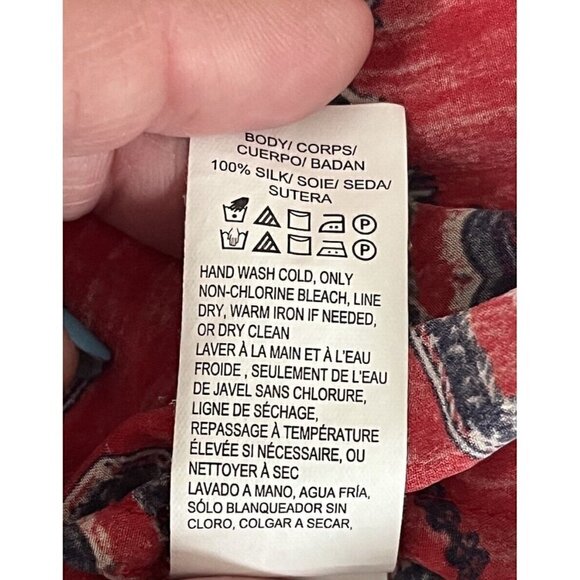 BODY/ CORPS/
CUERPO/ BADAN
100% SILK/ SOIE/ SEDA/
SUTERA
P
P
HAND WASH COLD, ONLY
NON-CHLORINE BLEACH, LINE
DRY, WARM IRON IF NEEDED,
OR DRY CLEAN
LAVER À LA MAIN ET À L'EAU
FROIDE , SEULEMENT DE L'EAU
DE JAVEL SANS CHLORURE,
LIGNE DE SÉCHAGE,
REPASSAGE À TEMPÉRATURE
ÉLEVÉE SI NÉCESSAIRE, OU
NETTOYER À SEC
LAVADO A MANO, AGUA FRÍA,
SÓLO BLANQUEADOR SIN
CLORO, COLGAR A SECAR,